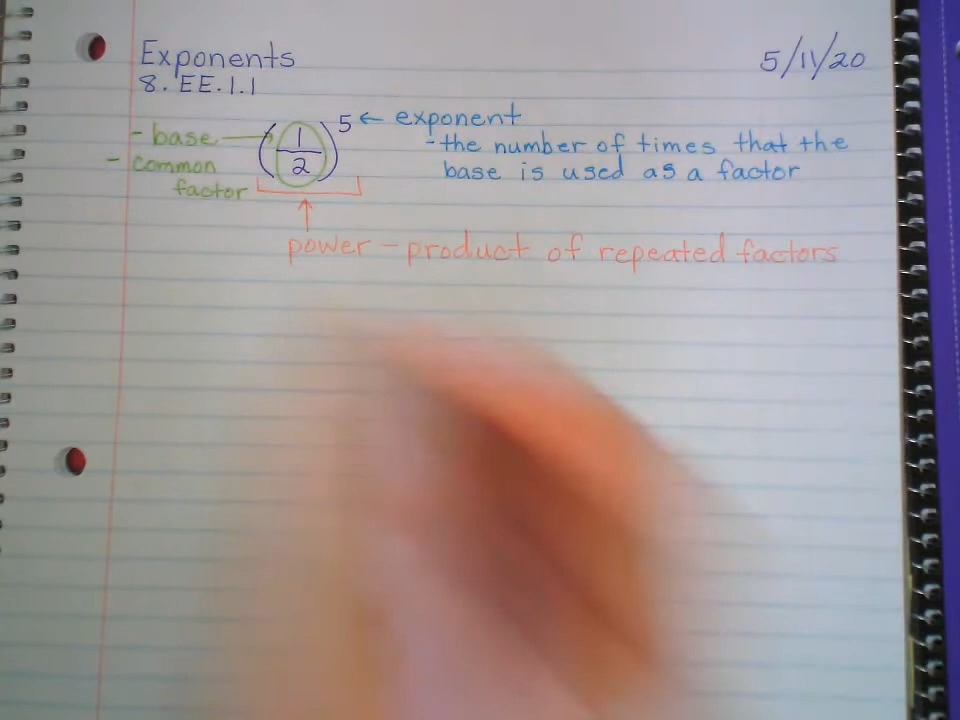 Exponents 5/11/20
8.EE.1.1
- base (1/2)5 ← exponent
- common factor
- the number of times that the
base is used as a factor
power - product of repeated factors